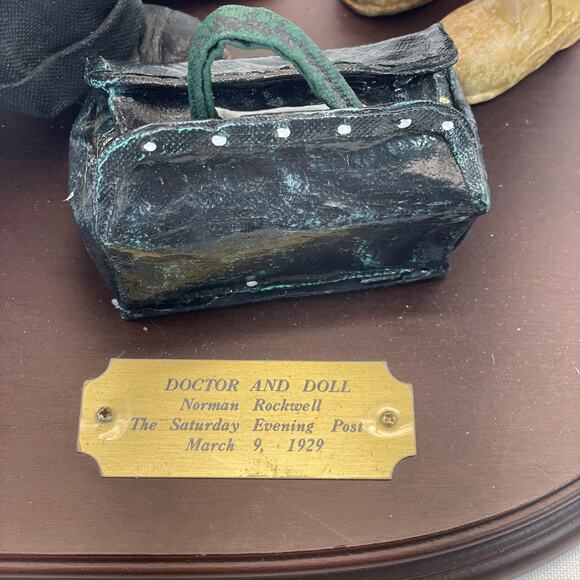 DOCTOR AND DOLL
Norman Rockwell
The Saturday Evening Post
March 9, 1929